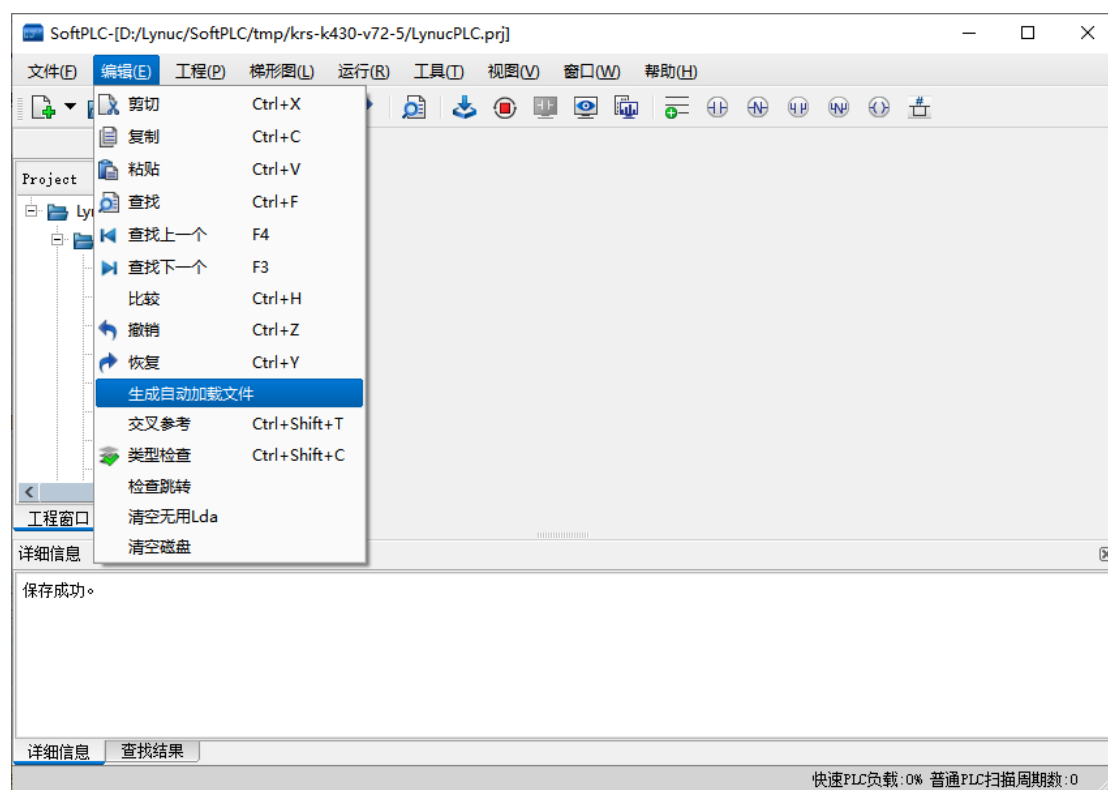 SoftPLC-[D:/Lynuc/SoftPLC/tmp/krs-k430-v72-5/LynucPLC.prj]
文件(F) 编辑(E) 工程(P) 梯形图(L) 运行(R) 工具(T) 视图(V) 窗口(W) 帮助(H)
剪切 Ctrl+X
复制 Ctrl+C
粘贴 Ctrl+V
Project
查找 Ctrl+F
查找上一个 F4
查找下一个 F3
比较 Ctrl+H
撤销 Ctrl+Z
恢复 Ctrl+Y
生成自动加载文件
交叉参考 Ctrl+Shift+T
类型检查 Ctrl+Shift+C
检查跳转
清空无用Lda
工程窗口
清空磁盘
详细信息
保存成功。
详细信息 查找结果
快速PLC负载:0% 普通PLC扫描周期数:0